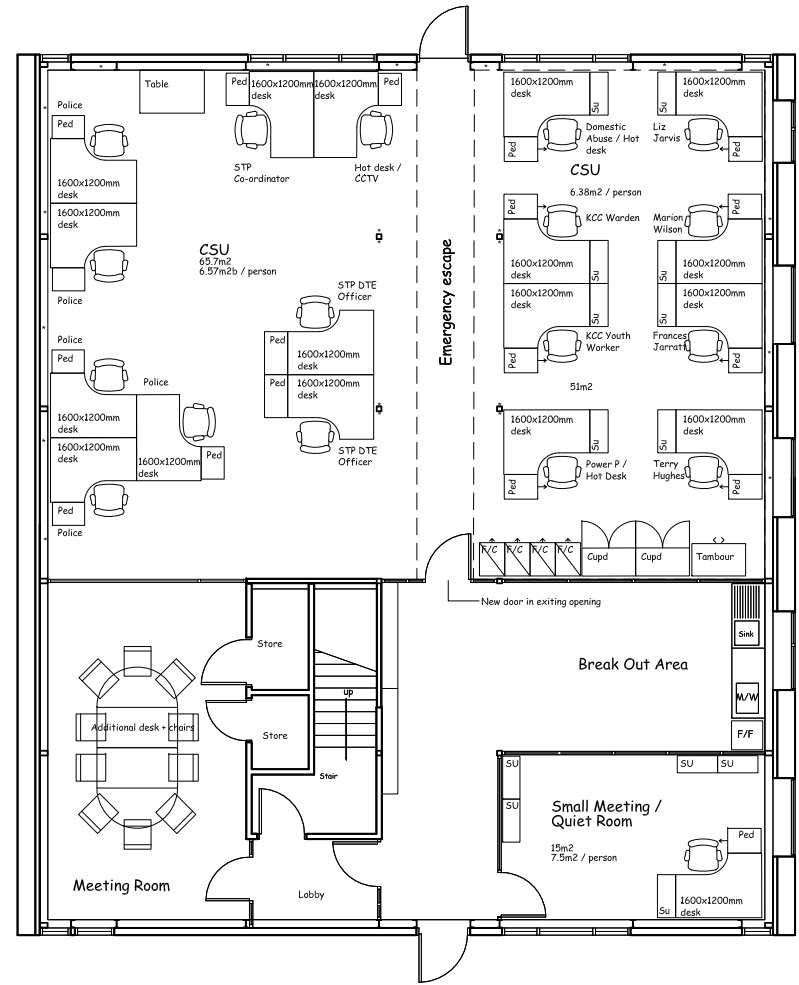 Table
Ped
1600x1200mm
desk
1600x1200mm
desk
Ped
STP
Co-ordinator
Hot desk /
CCTV
Police
Ped
1600x1200mm
desk
1600x1200mm
desk
Police
CSU
65.7m2
6.57m2b / person
STP DTE
Officer
Ped
1600x1200mm
desk
Ped
1600x1200mm
desk
STP DTE
Officer
Police
Ped
Police
1600x1200mm
desk
1600x1200mm
desk
1600x1200mm
desk
Ped
Ped
Police
Emergency escape
1600x1200mm
desk
Su
Ped
Domestic
Abuse / Hot
desk
Su
1600x1200mm
desk
Liz
Jarvis
Ped
CSU
6.38m2 / person
Ped
KCC Warden
1600x1200mm
desk
Su
Marion
Wilson
Ped
Su
1600x1200mm
desk
1600x1200mm
desk
Su
KCC Youth
Worker
Ped
Su
1600x1200mm
desk
Frances
Jarratt
Ped
51m2
1600x1200mm
desk
Su
Power P /
Hot Desk
Ped
Su
1600x1200mm
desk
Terry
Hughes
Ped
F/C
F/C
F/C
F/C
Cupd
Cupd
Tambour
New door in exiting opening
Store
Store
up
Stair
Additional desk + chairs
Meeting Room
Lobby
Break Out Area
Sink
M/W
F/F
SU
SU
SU
SU
Small Meeting /
Quiet Room
15m2
7.5m2 / person
Ped
Su
1600x1200mm
desk